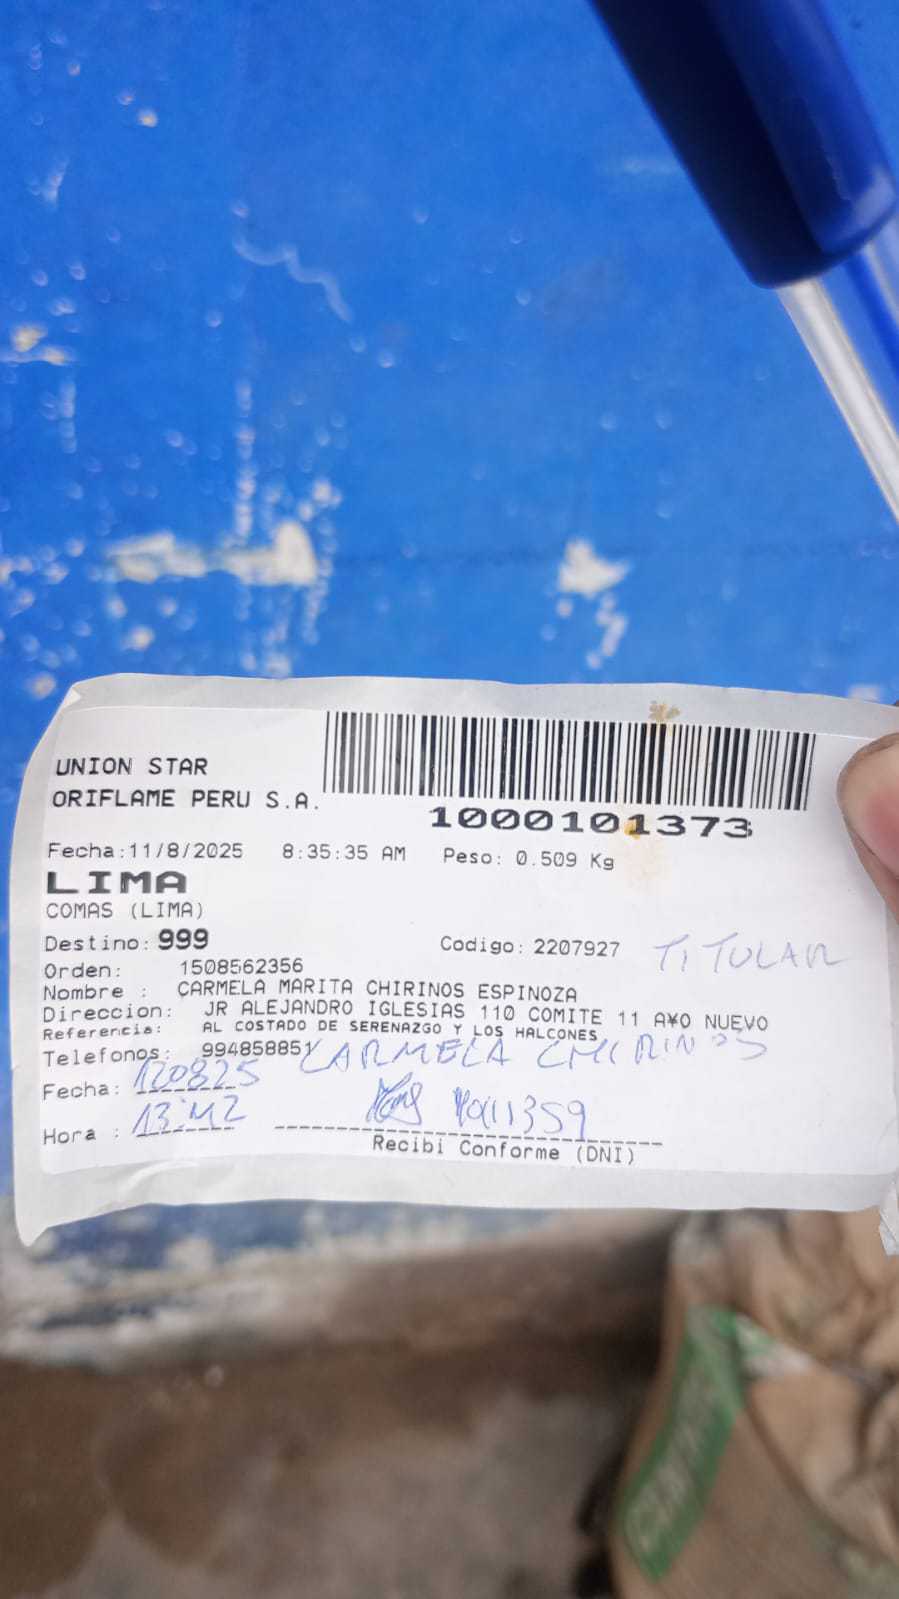 UNION STAR
ORIFLAME PERU S.A.
1000101373
Fecha:11/8/2025 8:35:35 AM Peso: 0.509 Kg
LIMA
COMAS (LIMA)
Destino: 999 Codigo: 2207927 TITULAR
Orden: 1508562356
Nombre : CARMELA MARITA CHIRINOS ESPINOZA
Direccion: JR ALEJANDRO IGLESIAS 110 COMITE 11 A¥O NUEVO
Referencia: AL COSTADO DE SERENAZGO Y LOS HALCONES
Telefonos: 994858851 CARMELA CHIRINOS
Fecha: 120825
Hora : 13:42
Recibi Conforme (DNI)